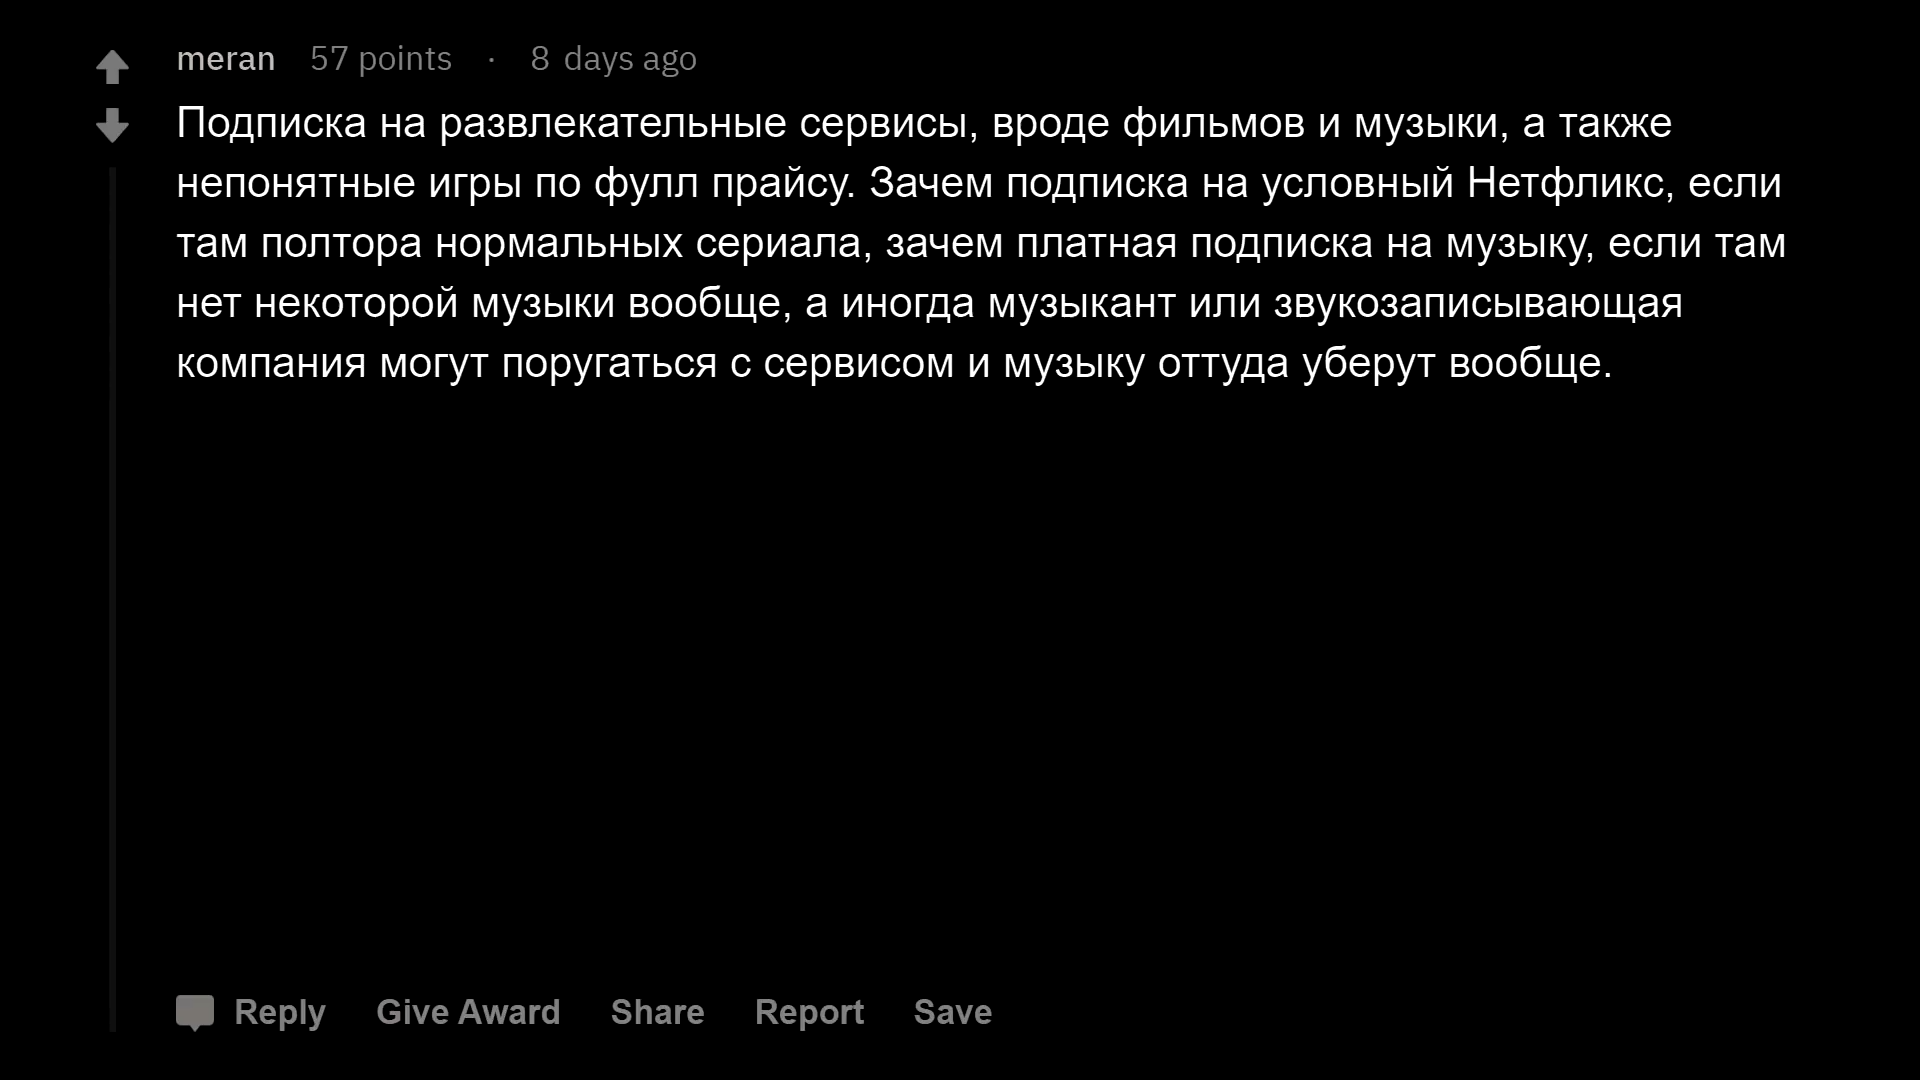 meran 57 points · 8 days ago
Подписка на развлекательные сервисы, вроде фильмов и музыки, а также
непонятные игры по фулл прайсу. Зачем подписка на условный Нетфликс, если
там полтора нормальных сериала, зачем платная подписка на музыку, если там
нет некоторой музыки вообще, а иногда музыкант или звукозаписывающая
компания могут поругаться с сервисом и музыку оттуда уберут вообще.
Reply Give Award Share Report Save